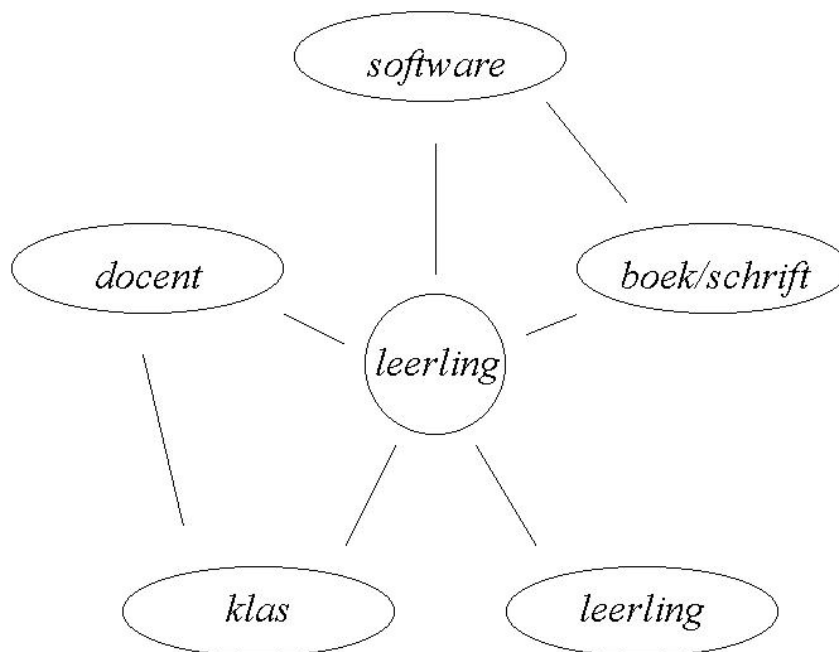 software
docent
boek/schrift
leerling
klas
leerling